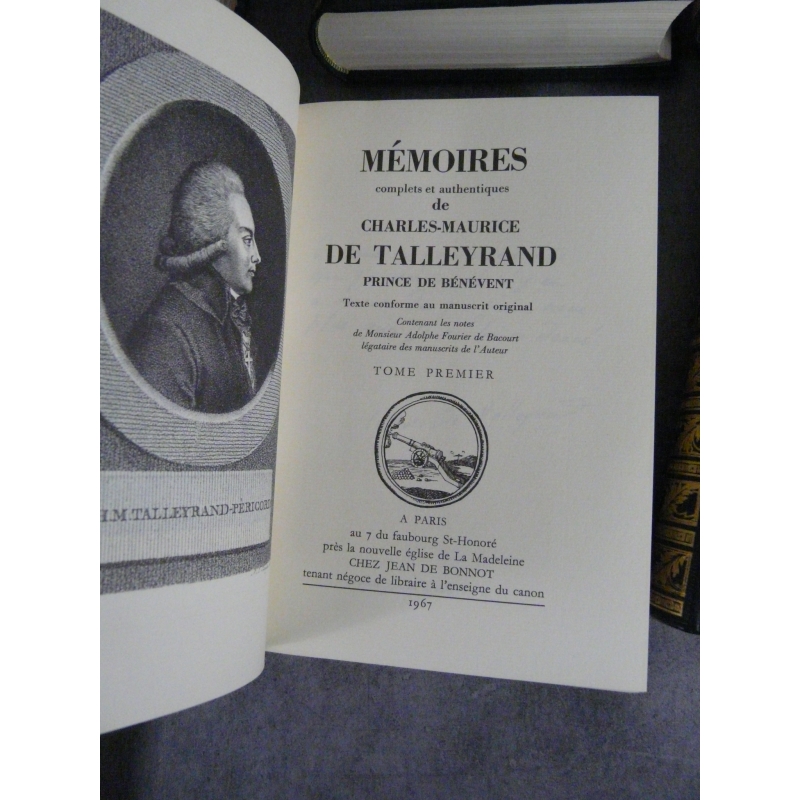 H.M. TALLEYRAND-PÉRIGORD
MÉMOIRES
complets et authentiques
de
CHARLES-MAURICE
DE TALLEYRAND
PRINCE DE BÉNÉVENT
Texte conforme au manuscrit original
Contenant les notes
de Monsieur Adolphe Fourier de Bacourt
légataire des manuscrits de l'Auteur
TOME PREMIER
A PARIS
au 7 du faubourg St-Honoré
près la nouvelle église de La Madeleine
CHEZ JEAN DE BONNOT
tenant négoce de libraire à l'enseigne du canon
1967